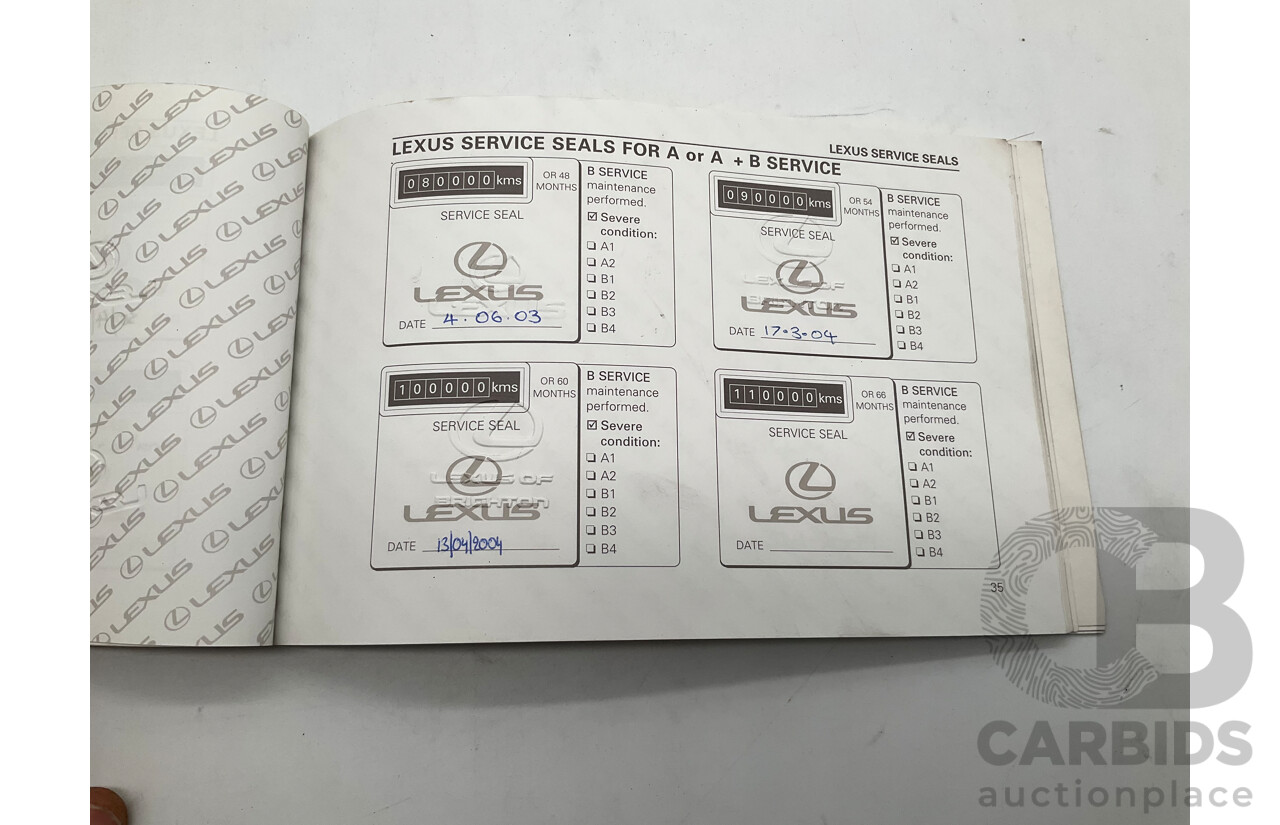 LEXUS SERVICE SEALS
LEXUS SERVICE SEALS FOR A or A + B SERVICE
080000 kms
OR 48
MONTHS
SERVICE SEAL
LEXUS
DATE 4.06.03
B SERVICE
maintenance
performed.
☑ Severe
condition:
❏ A1
❏ A2
❏ B1
❏ B2
❏ B3
❏ B4
090000 kms
OR 54
MONTHS
SERVICE SEAL
LEXUS OF
LEXUS
DATE 17-3-04
B SERVICE
maintenance
performed.
☑ Severe
condition:
❏ A1
❏ A2
❏ B1
❏ B2
❏ B3
❏ B4
100000 kms
OR 60
MONTHS
SERVICE SEAL
LEXUS OF
BRIGHTON
LEXUS
DATE 13/04/2004
B SERVICE
maintenance
performed.
☑ Severe
condition:
❏ A1
❏ A2
❏ B1
❏ B2
❏ B3
❏ B4
110000 kms
OR 66
MONTHS
SERVICE SEAL
LEXUS
DATE
B SERVICE
maintenance
performed.
☑ Severe
condition:
❏ A1
❏ A2
❏ B1
❏ B2
❏ B3
❏ B4
35
CB
CARBIDS
auctionplace